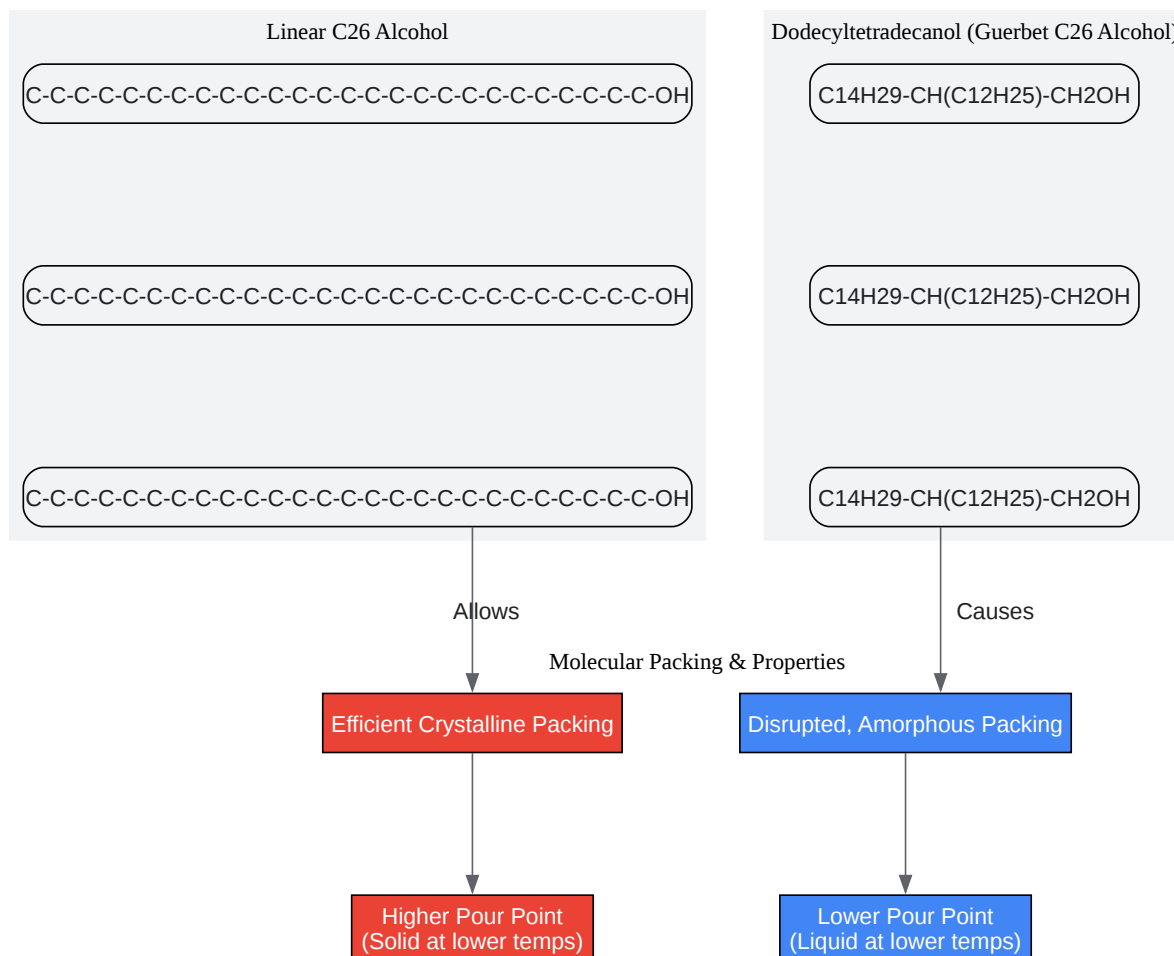 Linear C26 Alcohol
Dodecyltetradecanol (Guerbet C26 Alcohol)
C-C-C-C-C-C-C-C-C-C-C-C-C-C-C-C-C-C-C-C-C-C-C-C-C-C-OH
C14H29-CH(C12H25)-CH2OH
C-C-C-C-C-C-C-C-C-C-C-C-C-C-C-C-C-C-C-C-C-C-C-C-C-C-OH
C14H29-CH(C12H25)-CH2OH
C-C-C-C-C-C-C-C-C-C-C-C-C-C-C-C-C-C-C-C-C-C-C-C-C-C-OH
C14H29-CH(C12H25)-CH2OH
Allows
Causes
Molecular Packing & Properties
Efficient Crystalline Packing
Disrupted, Amorphous Packing
Higher Pour Point
(Solid at lower temps)
Lower Pour Point
(Liquid at lower temps)